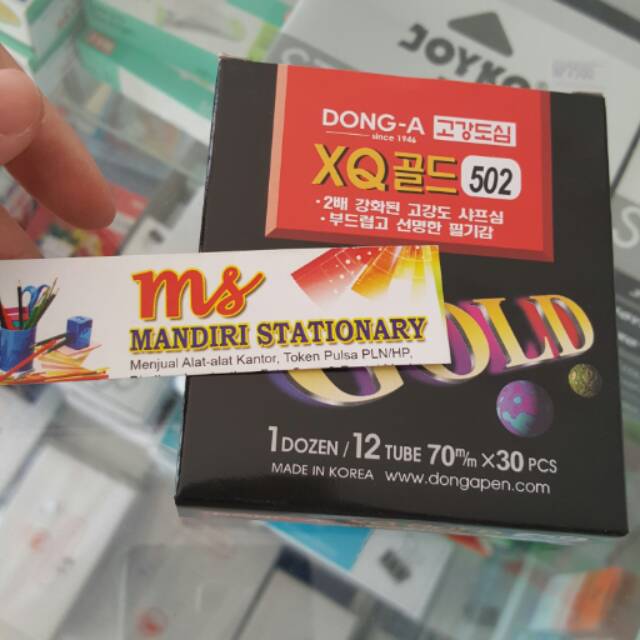 JOYKO
DONG-A 고강도심
since 1946
XQ골드 502
·2배 강화된 고강도 샤프심
·부드럽고 선명한 필기감
ms
MANDIRI STATIONARY
Menjual Alat-alat Kantor, Token Pulsa PLN/HP,
GOLD
1 DOZEN / 12 TUBE 70m/m × 30 PCS
MADE IN KOREA www.dongapen.com